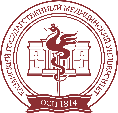 КАЗАНСКИЙ ГОСУДАРСТВЕННЫЙ МЕДИЦИНСКИЙ УНИВЕРСИТЕТ
ОСН 1814